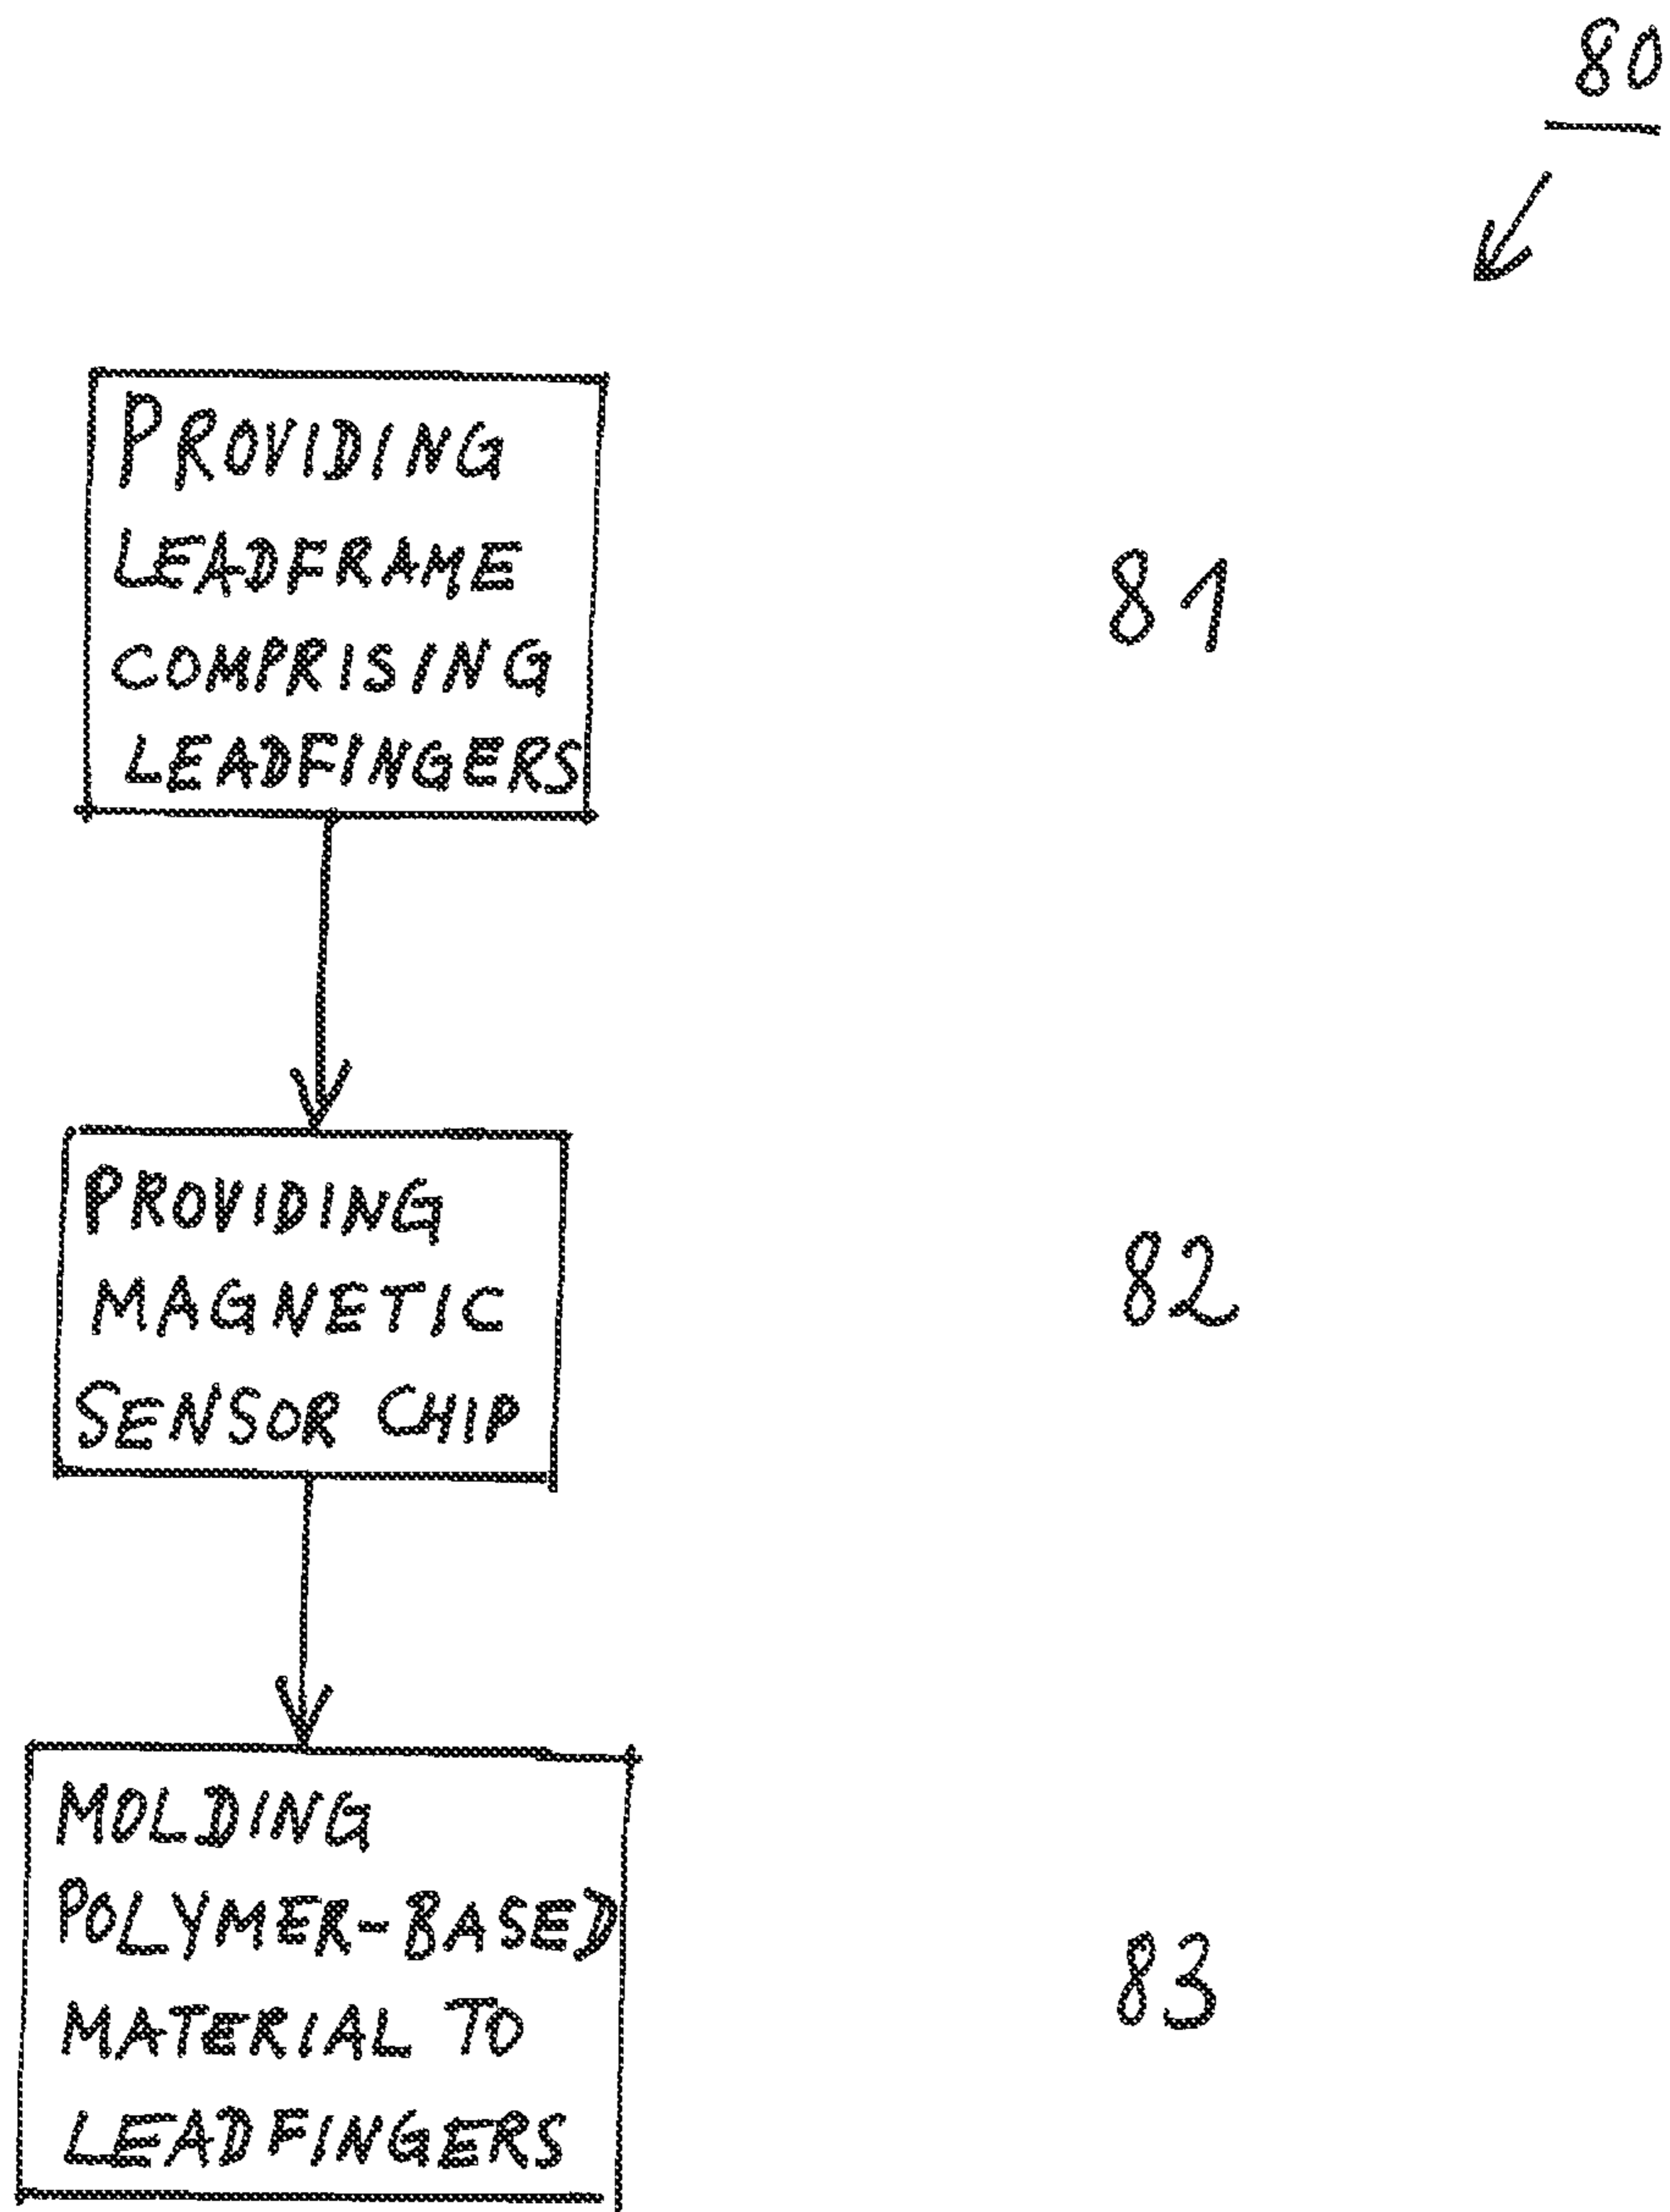 80
PROVIDING
LEADFRAME
COMPRISING
LEADFINGERS
81
PROVIDING
MAGNETIC
SENSOR CHIP
82
MOLDING
POLYMER-BASED
MATERIAL TO
LEADFINGERS
83